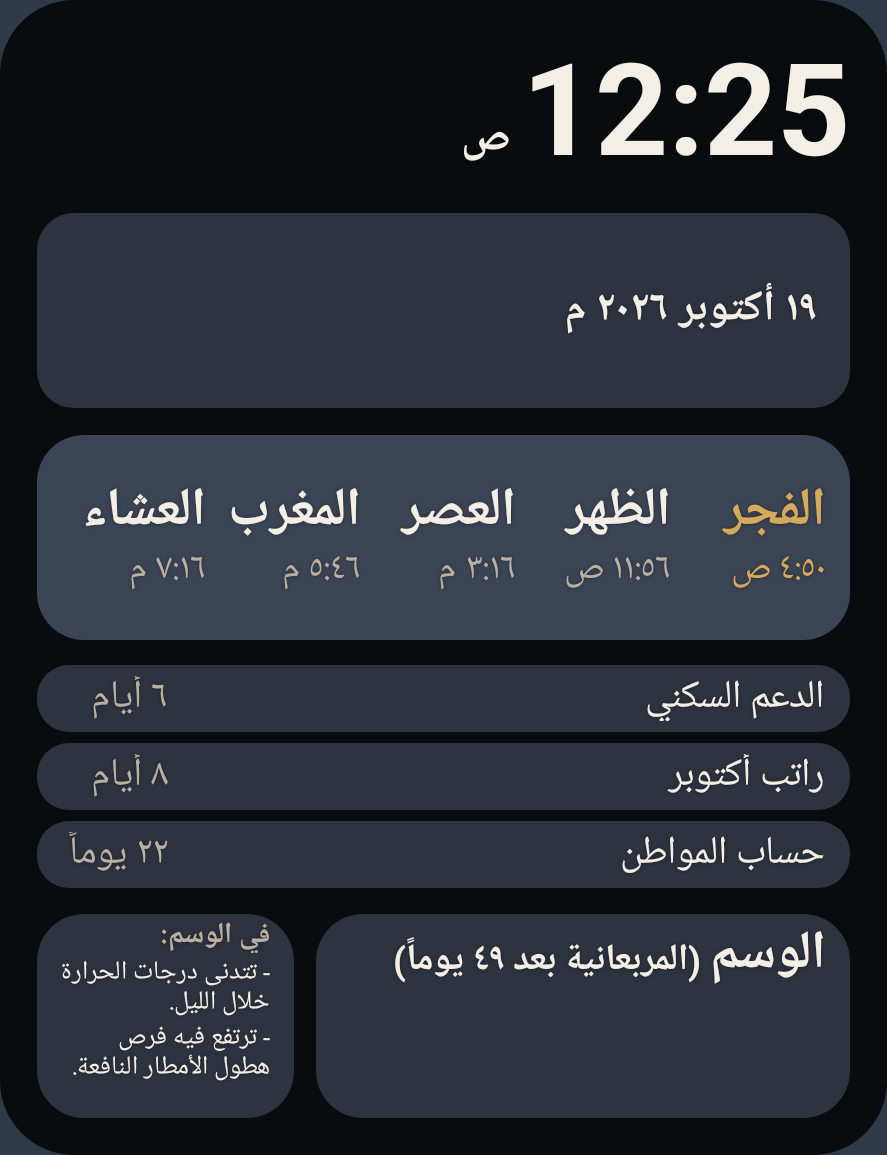 12:25 ص
١٩ أكتوبر ٢٠٢٦ م
الفجر الظهر العصر المغرب العشاء
٤:٥٠ ص ١١:٥٦ ص ٣:١٦ م ٥:٤٦ م ٧:١٦ م
الدعم السكني ٦ أيام
راتب أكتوبر ٨ أيام
حساب المواطن ٢٢ يوماً
الوسم (المربعانية بعد ٤٩ يوماً)
في الوسم:
- تتدنى درجات الحرارة
خلال الليل.
- ترتفع فيه فرص
هطول الأمطار النافعة.